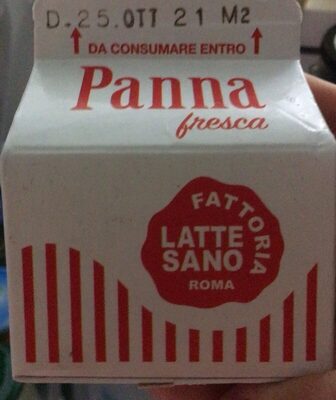 D.25.OTT 21 M2
DA CONSUMARE ENTRO
Panna
fresca
FATTORIA
LATTE
SANO
ROMA